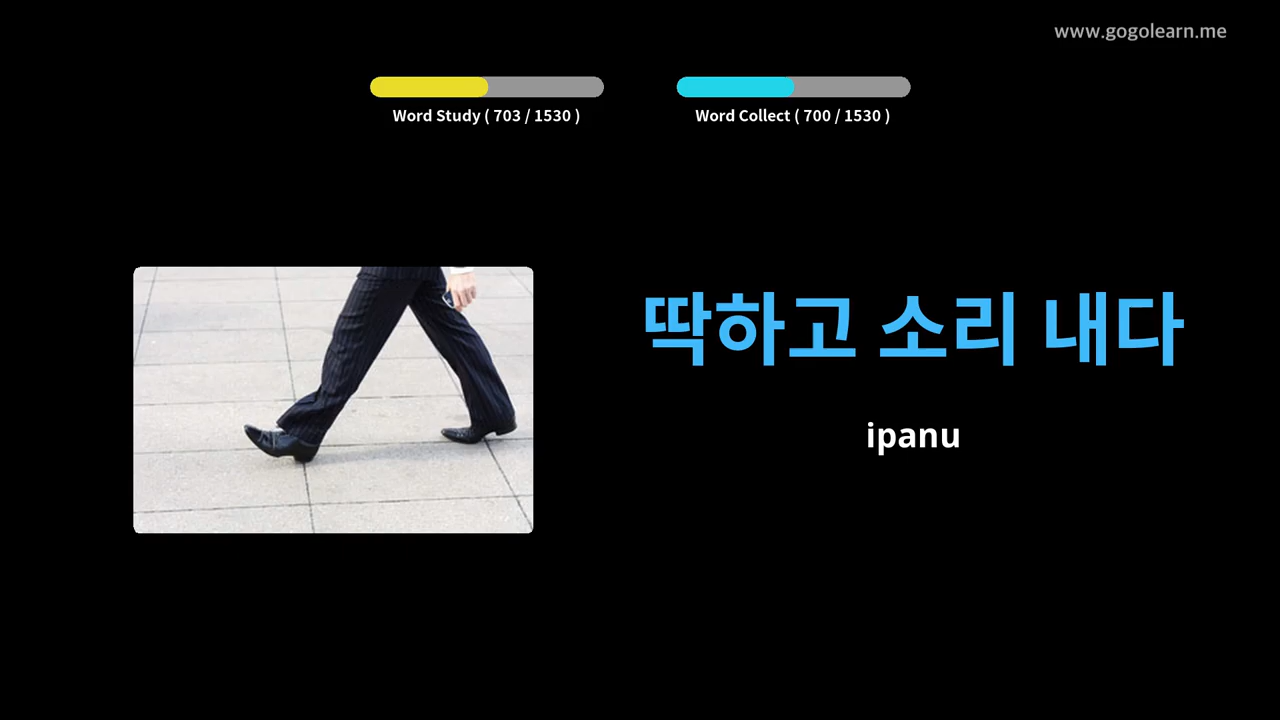 www.gogolearn.me
Word Study ( 703 / 1530 )
Word Collect ( 700 / 1530 )
딱하고 소리 내다
ipanu